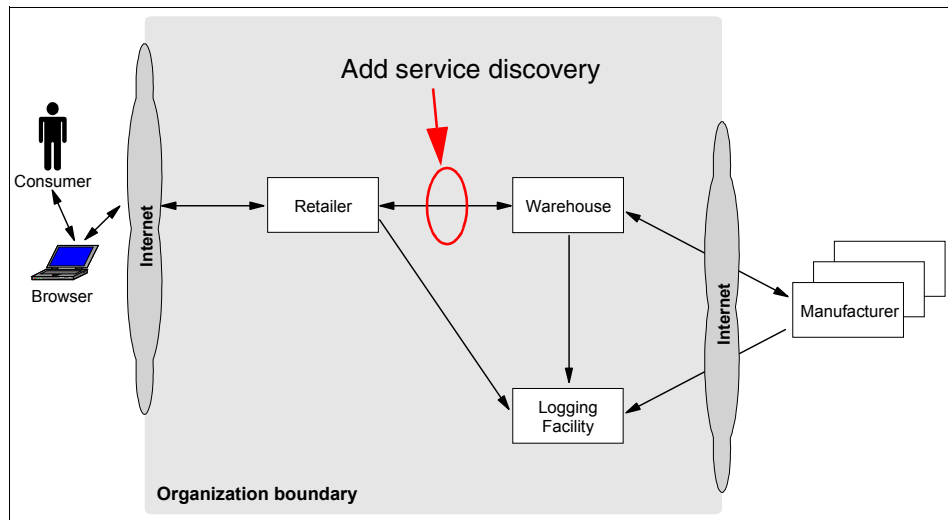 Add service discovery
Consumer
Browser
Internet
Retailer
Warehouse
Internet
Manufacturer
Logging
Facility
Organization boundary